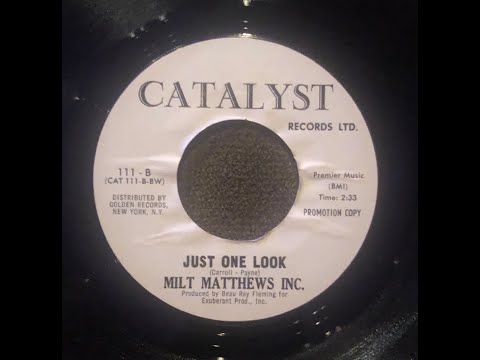 CATALYST
RECORDS LTD.
111 - B
(CAT 111-B-BW)
DISTRIBUTED BY
GOLDEN RECORDS,
NEW YORK, N.Y.
Premier Music
(BMI)
Time: 2:33
PROMOTION COPY
JUST ONE LOOK
(Carroll - Payne)
MILT MATTHEWS INC.
Produced by Beau Ray Fleming for
Exuberant Prod., Inc.